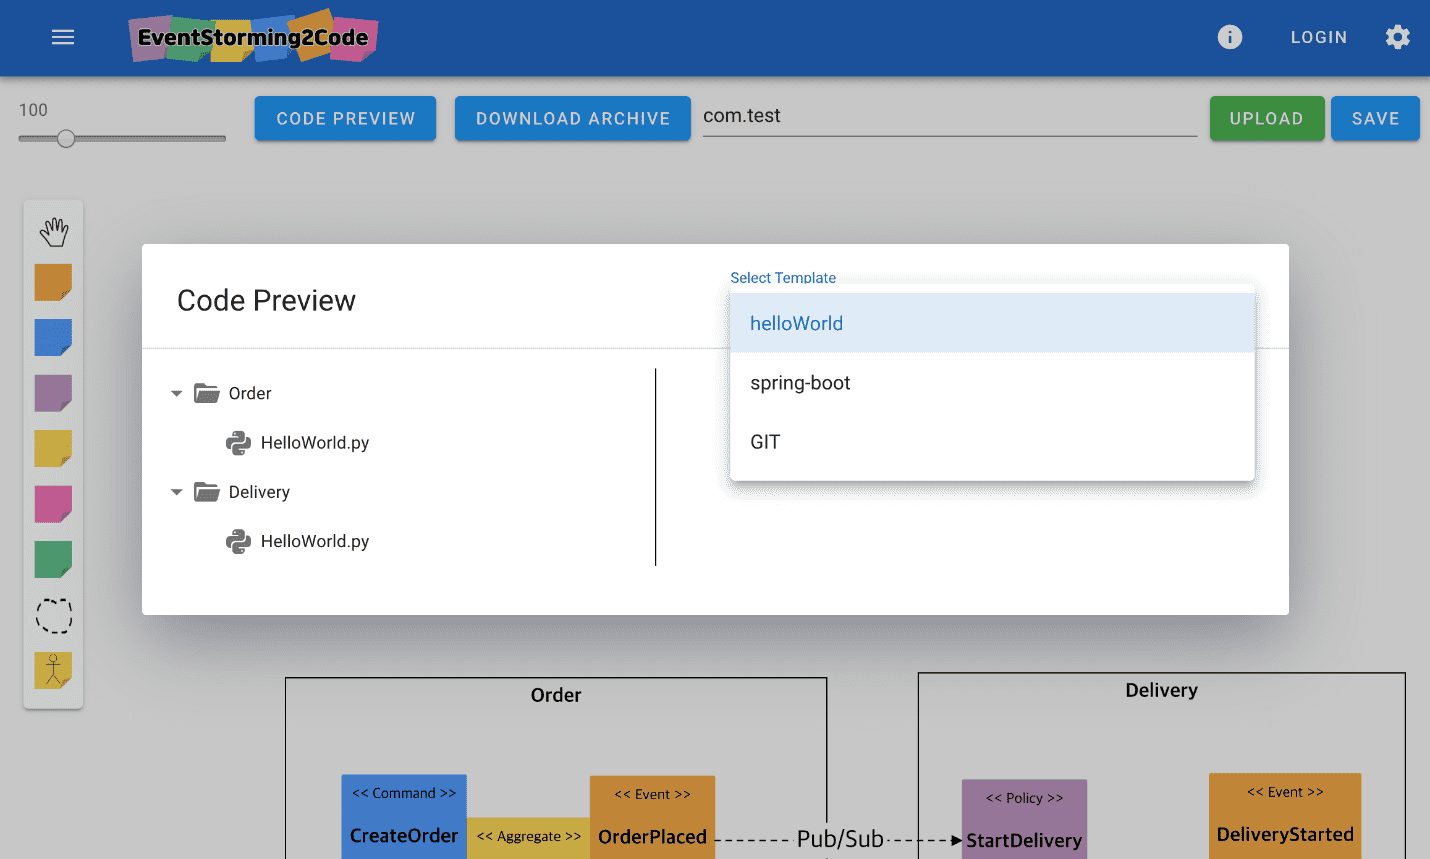 EventStorming2Code
LOGIN
100
CODE PREVIEW
DOWNLOAD ARCHIVE
com.test
UPLOAD
SAVE
Code Preview
Select Template
helloWorld
spring-boot
GIT
Order
HelloWorld.py
Delivery
HelloWorld.py
Order
Delivery
<< Command >>
CreateOrder
<< Aggregate >>
<< Event >>
OrderPlaced
Pub/Sub
<< Policy >>
StartDelivery
<< Event >>
DeliveryStarted